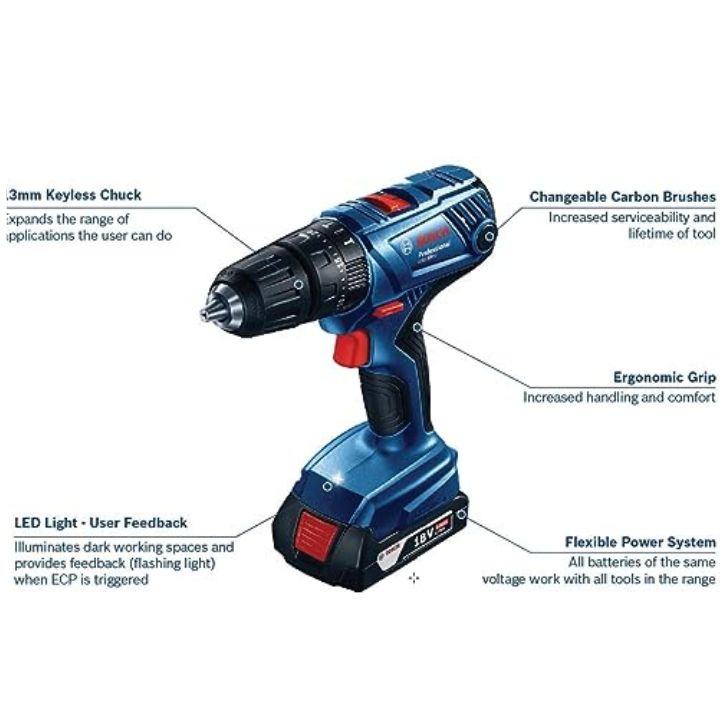 .3mm Keyless Chuck
Expands the range of
applications the user can do
Changeable Carbon Brushes
Increased serviceability and
lifetime of tool
BOSCH
Professional
Ergonomic Grip
Increased handling and comfort
LED Light - User Feedback
Illuminates dark working spaces and
provides feedback (flashing light)
when ECP is triggered
BOSCH
18V
Flexible Power System
All batteries of the same
voltage work with all tools in the range